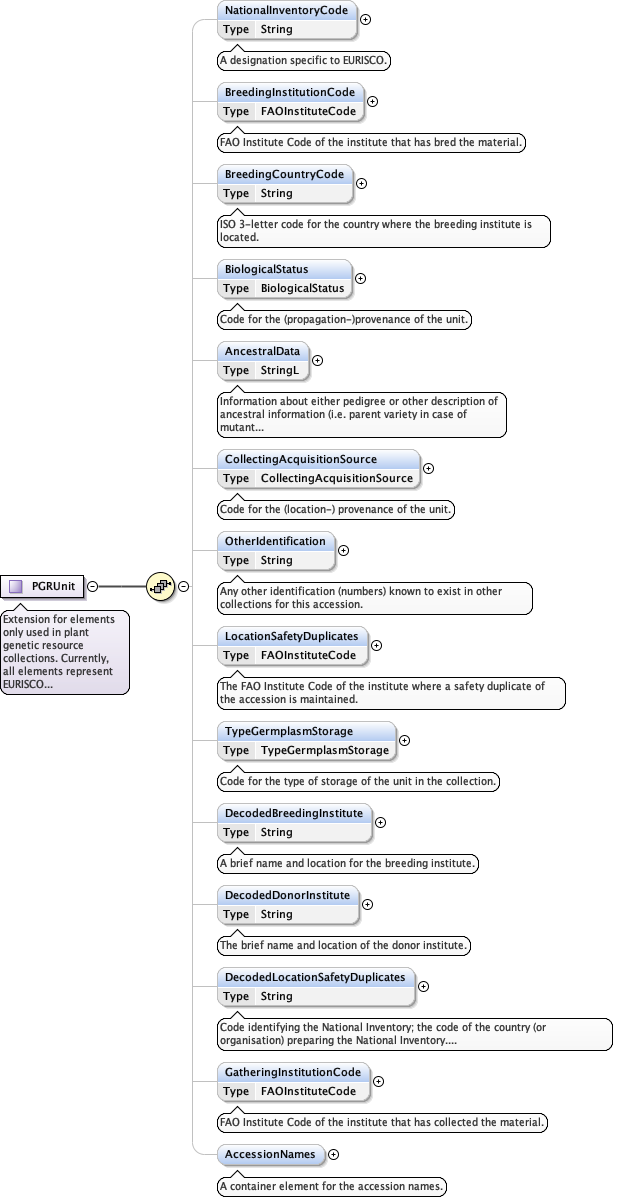 NationalInventoryCode
Type String
A designation specific to EURISCO.
BreedingInstitutionCode
Type FAOInstituteCode
FAO Institute Code of the institute that has bred the material.
BreedingCountryCode
Type String
ISO 3-letter code for the country where the breeding institute is
located.
BiologicalStatus
Type BiologicalStatus
Code for the (propagation-)provenance of the unit.
AncestralData
Type StringL
Information about either pedigree or other description of
ancestral information (i.e. parent variety in case of
mutant...
CollectingAcquisitionSource
Type CollectingAcquisitionSource
Code for the (location-) provenance of the unit.
OtherIdentification
Type String
Any other identification (numbers) known to exist in other
collections for this accession.
PGRUnit
Extension for elements
only used in plant
genetic resource
collections. Currently,
all elements represent
EURISCO...
LocationSafetyDuplicates
Type FAOInstituteCode
The FAO Institute Code of the institute where a safety duplicate of
the accession is maintained.
TypeGermplasmStorage
Type TypeGermplasmStorage
Code for the type of storage of the unit in the collection.
DecodedBreedingInstitute
Type String
A brief name and location for the breeding institute.
DecodedDonorInstitute
Type String
The brief name and location of the donor institute.
DecodedLocationSafetyDuplicates
Type String
Code identifying the National Inventory; the code of the country (or
organisation) preparing the National Inventory....
GatheringInstitutionCode
Type FAOInstituteCode
FAO Institute Code of the institute that has collected the material.
AccessionNames
A container element for the accession names.